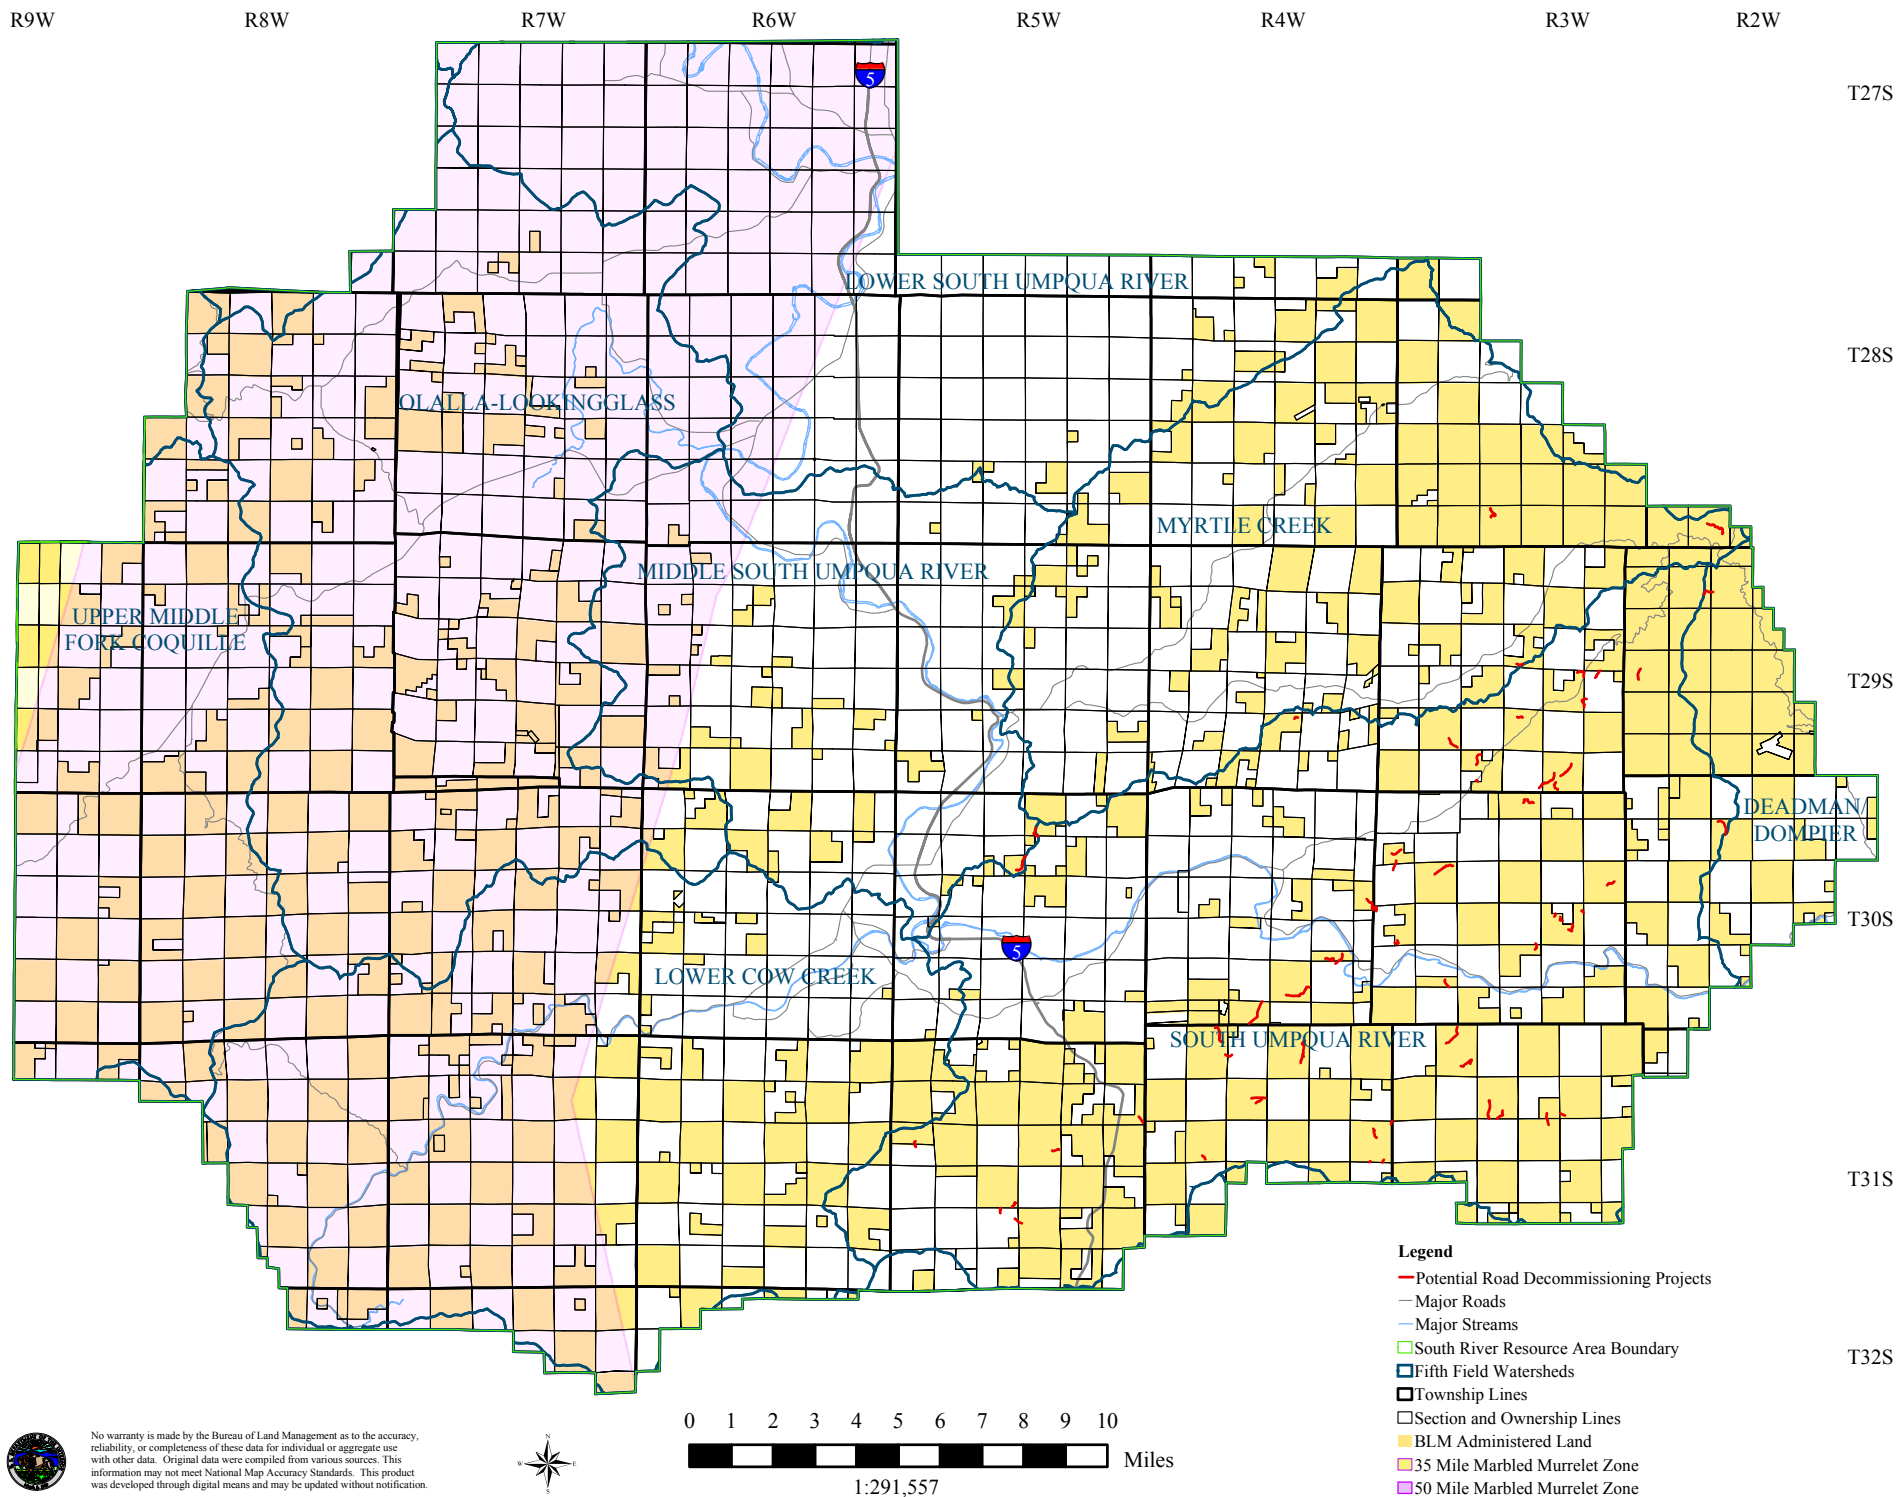 R9W R8W R7W R6W R5W R4W R3W R2W
5
T27S
LOWER SOUTH UMPQUA RIVER
T28S
OLALLA-LOOKINGGLASS
MYRTLE CREEK
MIDDLE SOUTH UMPQUA RIVER
UPPER MIDDLE
FORK COQUILLE
T29S
DEADMAN/
DOMPIER
T30S
5
LOWER COW CREEK
SOUTH UMPQUA RIVER
T31S
Legend
Potential Road Decommissioning Projects
Major Roads
Major Streams
South River Resource Area Boundary
T32S
Fifth Field Watersheds
Township Lines
Section and Ownership Lines
BLM Administered Land
35 Mile Marbled Murrelet Zone
50 Mile Marbled Murrelet Zone
0 1 2 3 4 5 6 7 8 9 10
Miles
1:291,557
N
W E
S
No warranty is made by the Bureau of Land Management as to the accuracy,
reliability, or completeness of these data for individual or aggregate use
with other data. Original data were compiled from various sources. This
information may not meet National Map Accuracy Standards. This product
was developed through digital means and may be updated without notification.